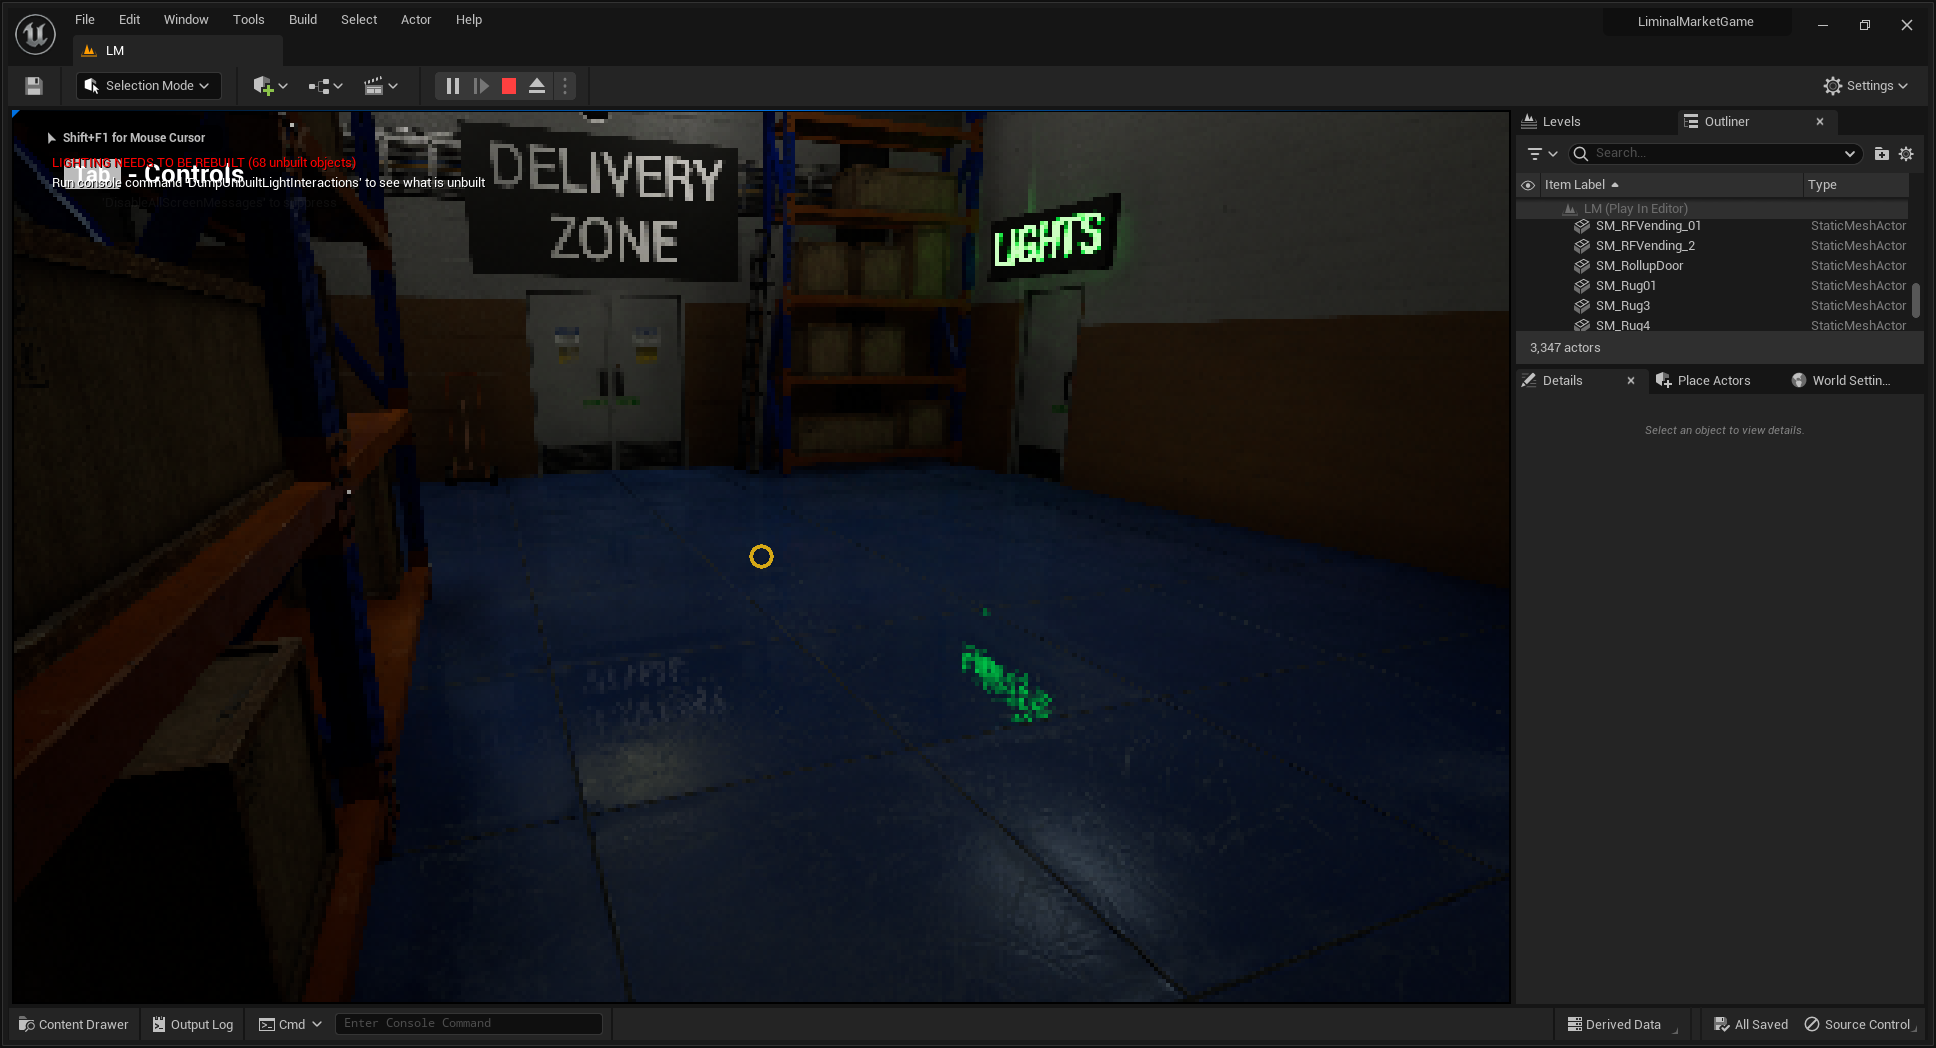 File Edit Window Tools Build Select Actor Help
LiminalMarketGame
LM
Selection Mode
Settings
Shift+F1 for Mouse Cursor
LIGHTING NEEDS TO BE REBUILT (68 unbuilt objects)
Tab - Controls
Run console command 'DumpUnbuiltLightInteractions' to see what is unbuilt
'DisableAllScreenMessages' to suppress
DELIVERY
ZONE
LIGHTS
Levels
Outliner
Search...
Item Label Type
LM (Play In Editor)
SM_RFVending_01 StaticMeshActor
SM_RFVending_2 StaticMeshActor
SM_RollupDoor StaticMeshActor
SM_Rug01 StaticMeshActor
SM_Rug3 StaticMeshActor
SM_Rug4 StaticMeshActor
3,347 actors
Details
Place Actors
World Settin...
Select an object to view details.
Content Drawer
Output Log
Cmd
Enter Console Command
Derived Data
All Saved
Source Control